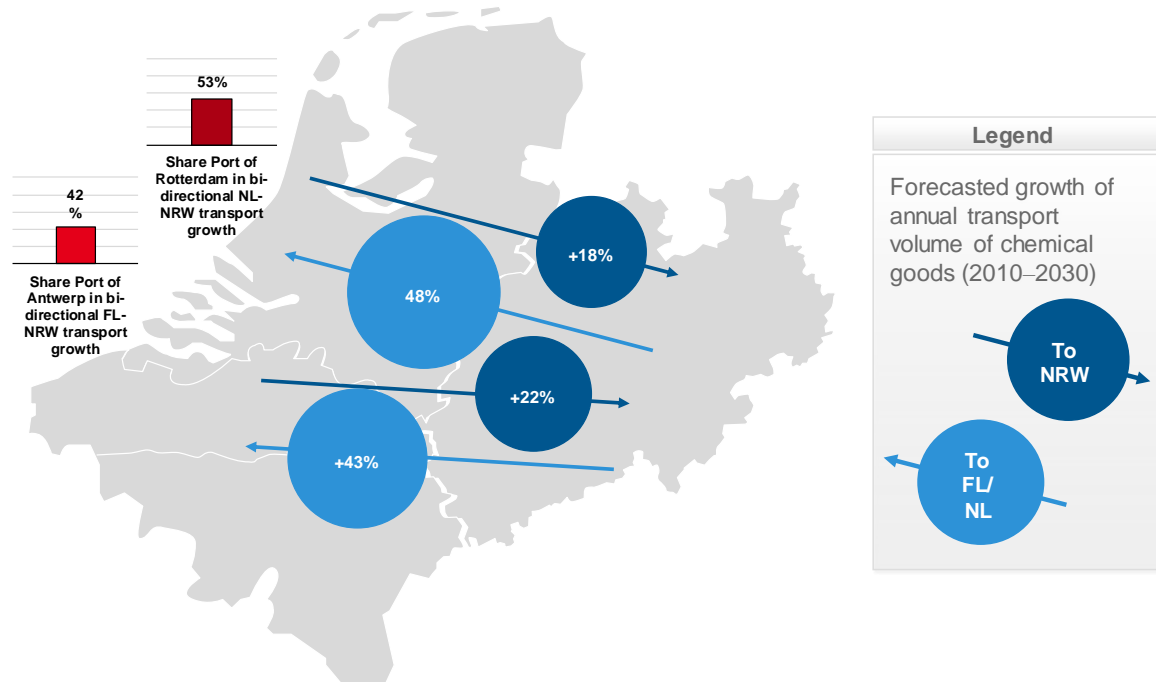 53%
Share Port of
Rotterdam in bi-
directional NL-
NRW transport
growth
42
%
Share Port of
Antwerp in bi-
directional FL-
NRW transport
growth
+18%
48%
+22%
+43%
Legend
Forecasted growth of
annual transport
volume of chemical
goods (2010–2030)
To
NRW
To
FL/
NL